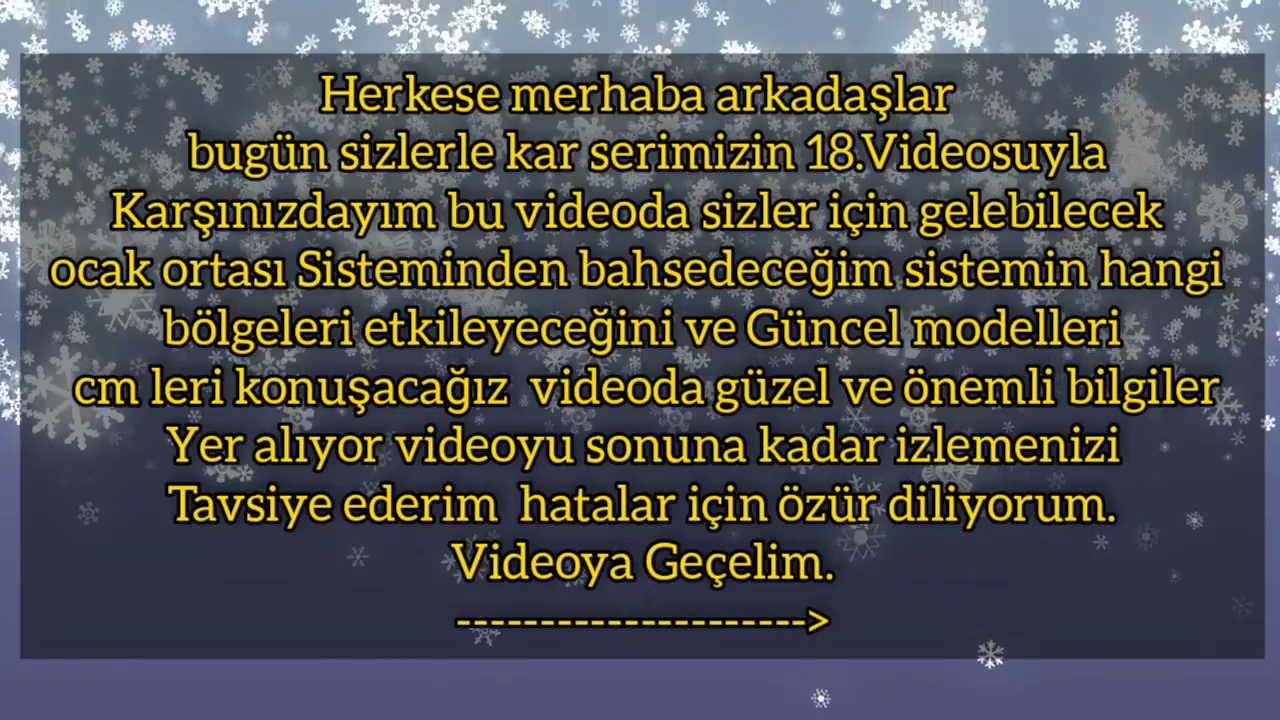 Herkese merhaba arkadaşlar
bugün sizlerle kar serimizin 18.Videosuyla
Karşınızdayım bu videoda sizler için gelebilecek
ocak ortası Sisteminden bahsedeceğim sistemin hangi
bölgeleri etkileyeceğini ve Güncel modelleri
cm leri konuşacağız  videoda güzel ve önemli bilgiler
Yer alıyor videoyu sonuna kadar izlemenizi
Tavsiye ederim  hatalar için özür diliyorum.
Videoya Geçelim.
--------------------->